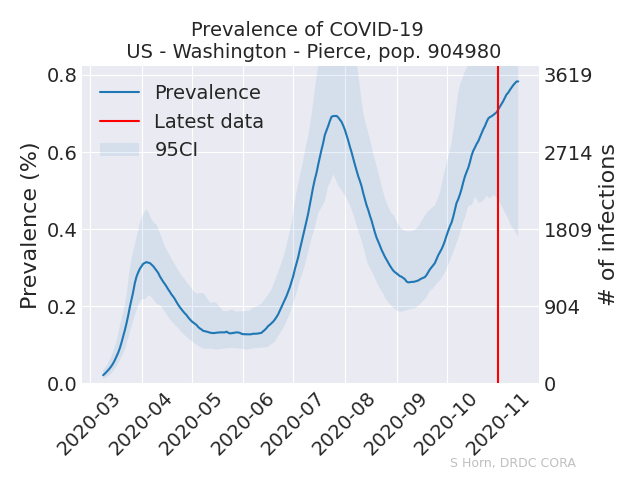 Prevalence of COVID-19
US - Washington - Pierce, pop. 904980
Prevalence
Latest data
95CI
Prevalence (%)
0.8
0.6
0.4
0.2
0.0
3619
2714
1809
904
0
# of infections
2020-03
2020-04
2020-05
2020-06
2020-07
2020-08
2020-09
2020-10
2020-11
S Horn, DRDC CORA